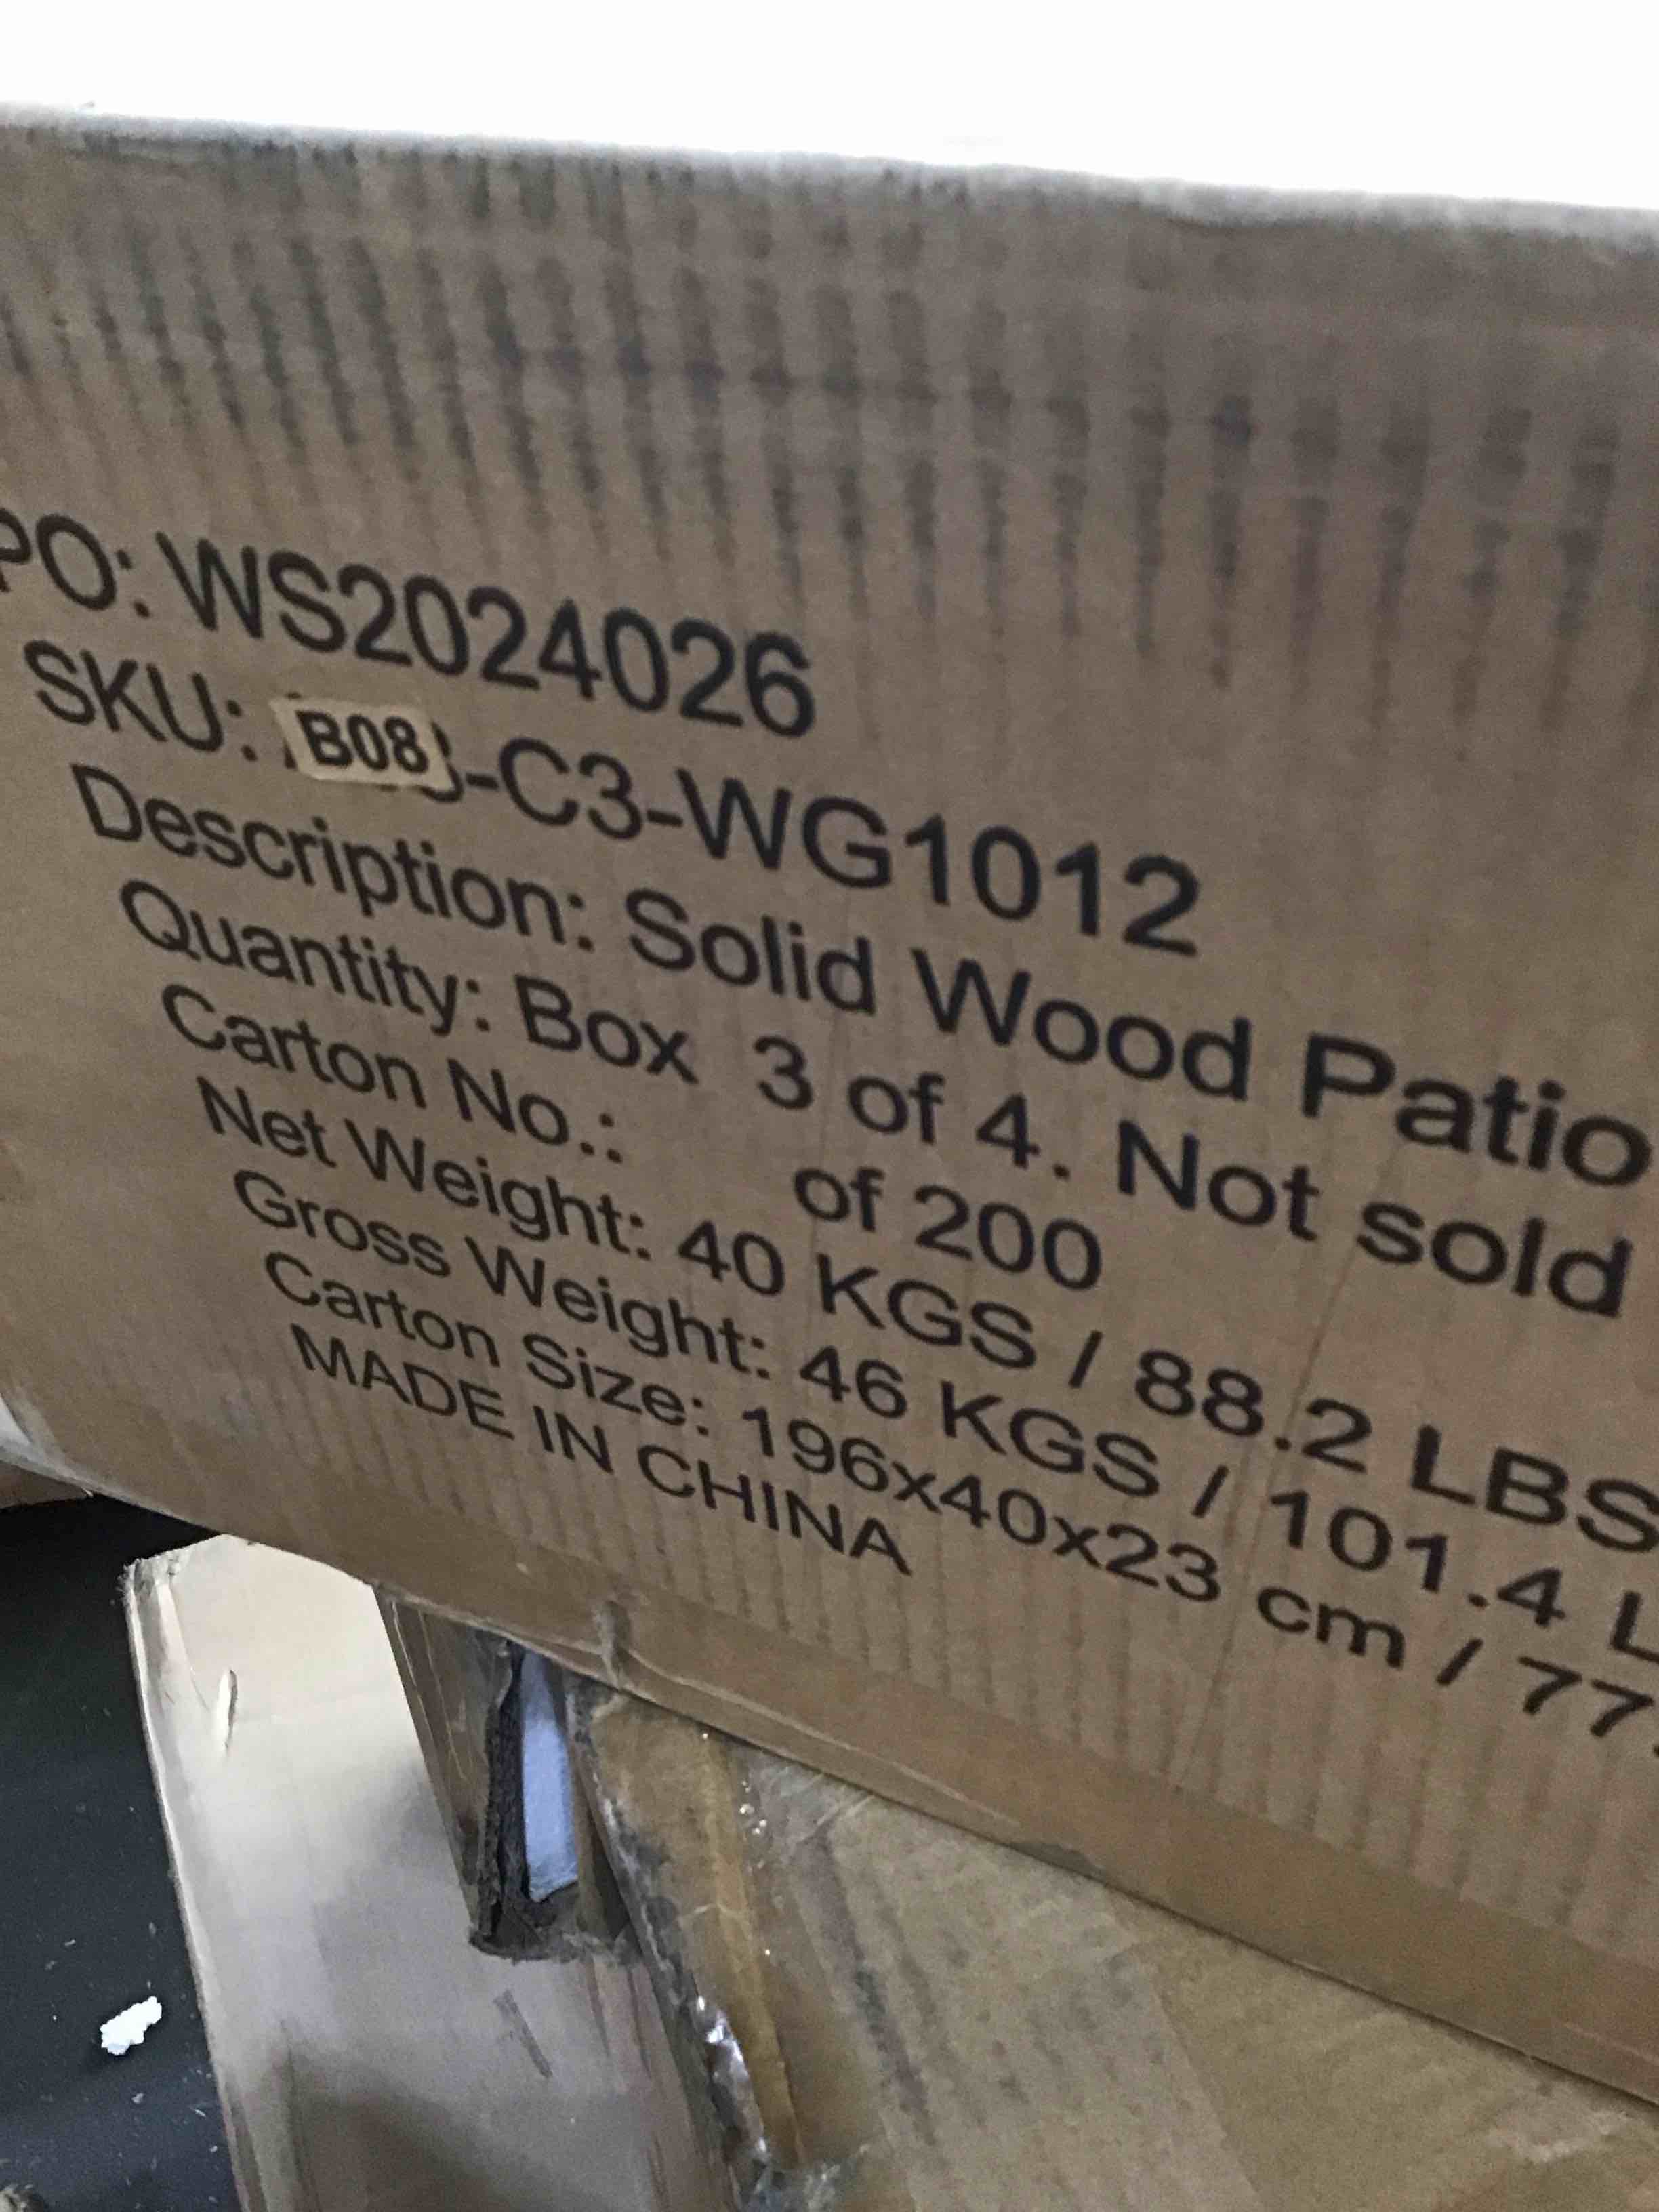 PO: WS2024026
SKU: B08-C3-WG1012
Description: Solid Wood Patio
Quantity: Box 3 of 4. Not sold
Carton No.: of 200
Net Weight: 40 KGS / 88.2 LBS
Gross Weight: 46 KGS / 101.4 L
Carton Size: 196x40x23 cm / 77.
MADE IN CHINA